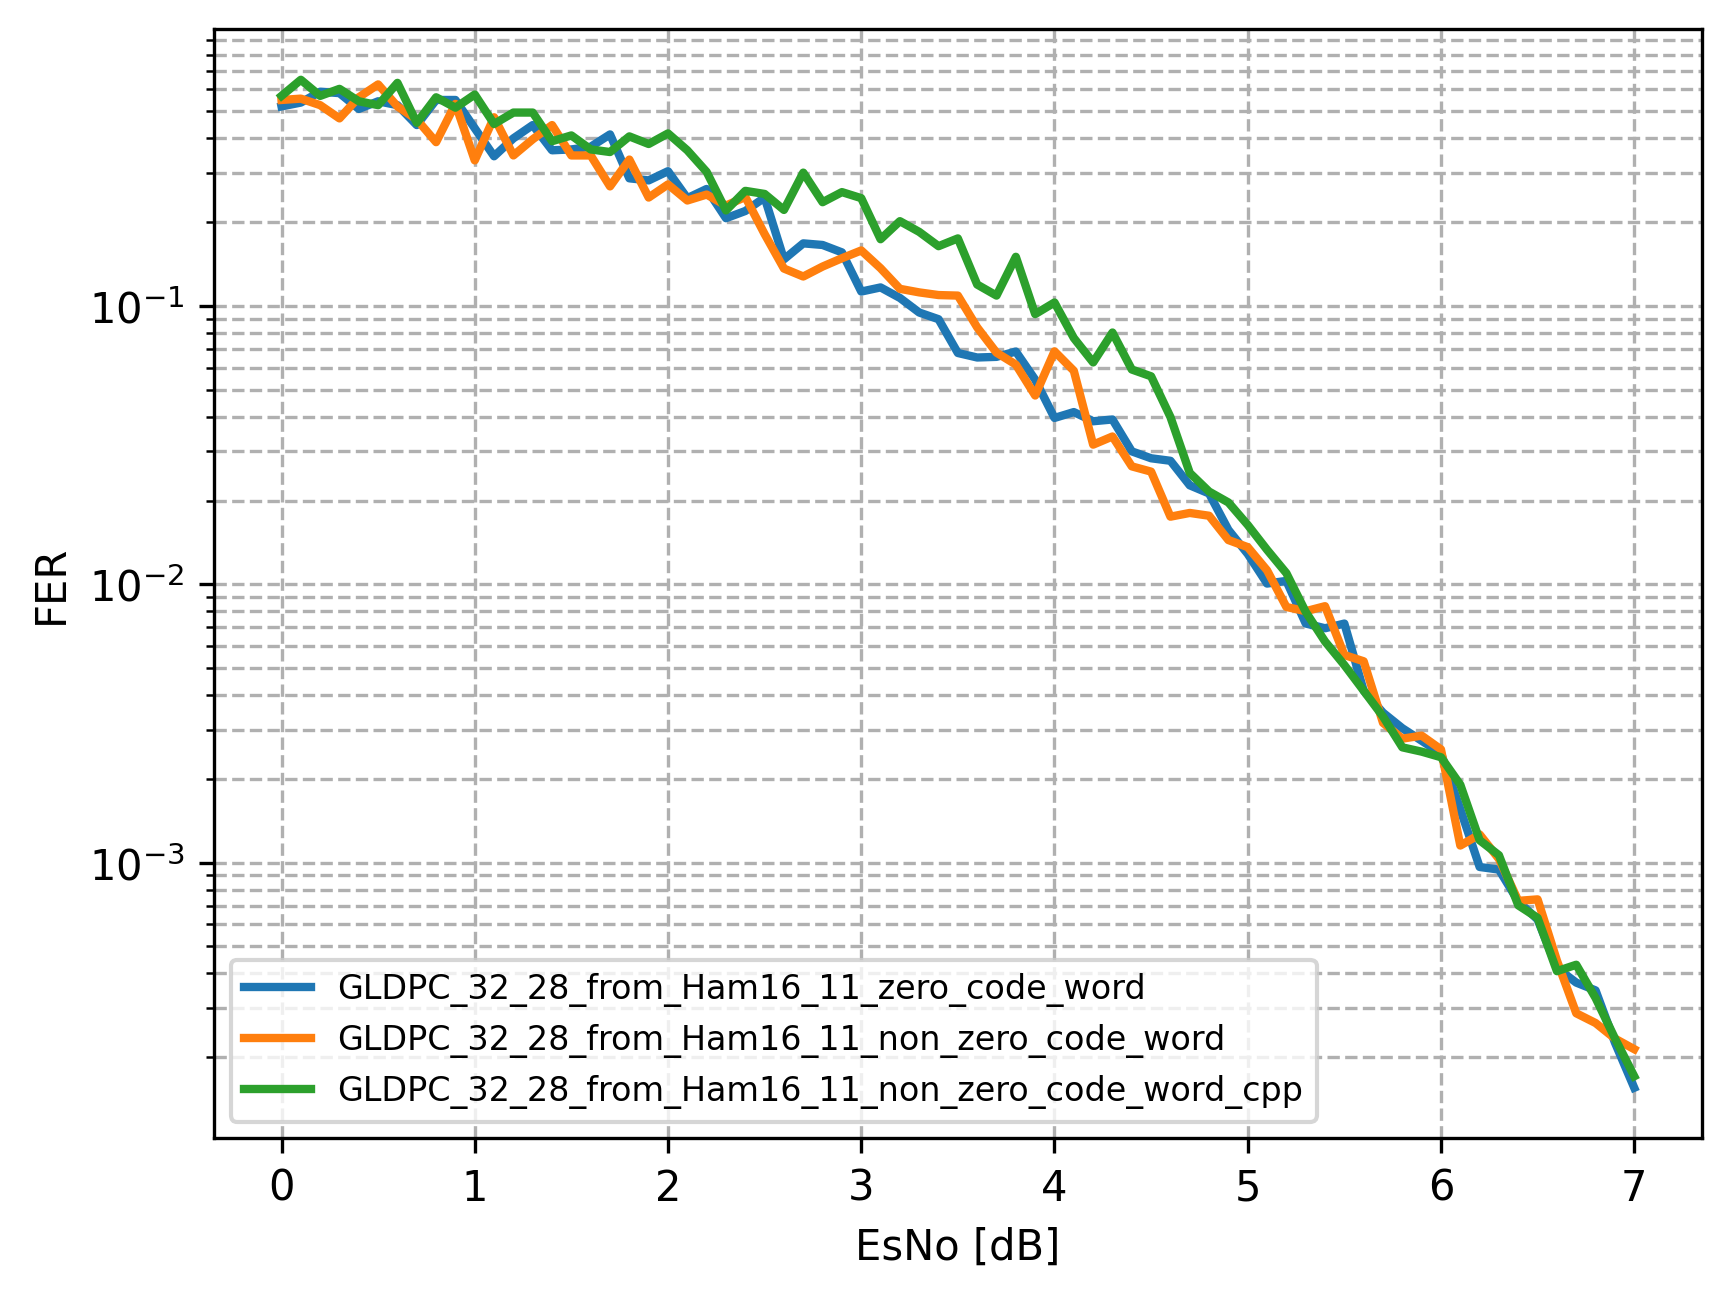 FER
10⁻¹
10⁻²
10⁻³
GLDPC_32_28_from_Ham16_11_zero_code_word
GLDPC_32_28_from_Ham16_11_non_zero_code_word
GLDPC_32_28_from_Ham16_11_non_zero_code_word_cpp
0 1 2 3 4 5 6 7
EsNo [dB]